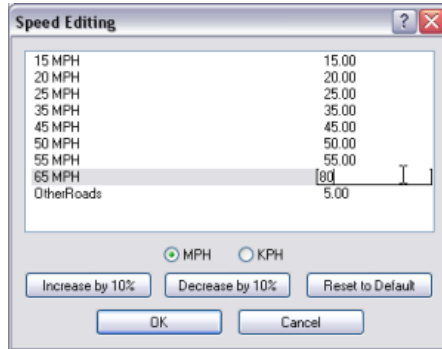 Speed Editing
15 MPH 15.00
20 MPH 20.00
25 MPH 25.00
35 MPH 35.00
45 MPH 45.00
50 MPH 50.00
55 MPH 55.00
65 MPH 80
OtherRoads 5.00
MPH KPH
Increase by 10% Decrease by 10% Reset to Default
OK Cancel